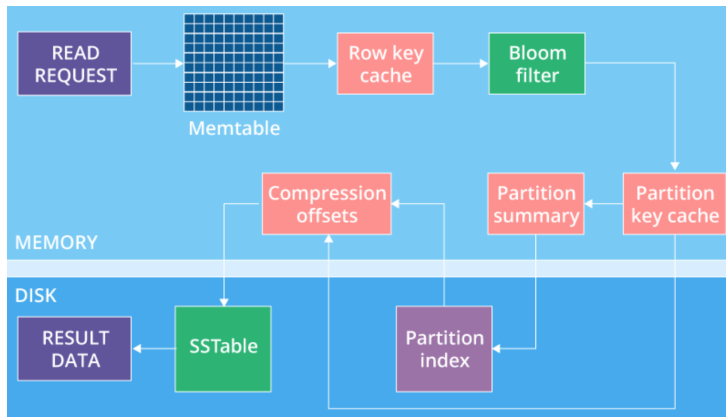 READ
REQUEST
Memtable
Row key
cache
Bloom
filter
Compression
offsets
Partition
summary
Partition
key cache
MEMORY
DISK
RESULT
DATA
SSTable
Partition
index